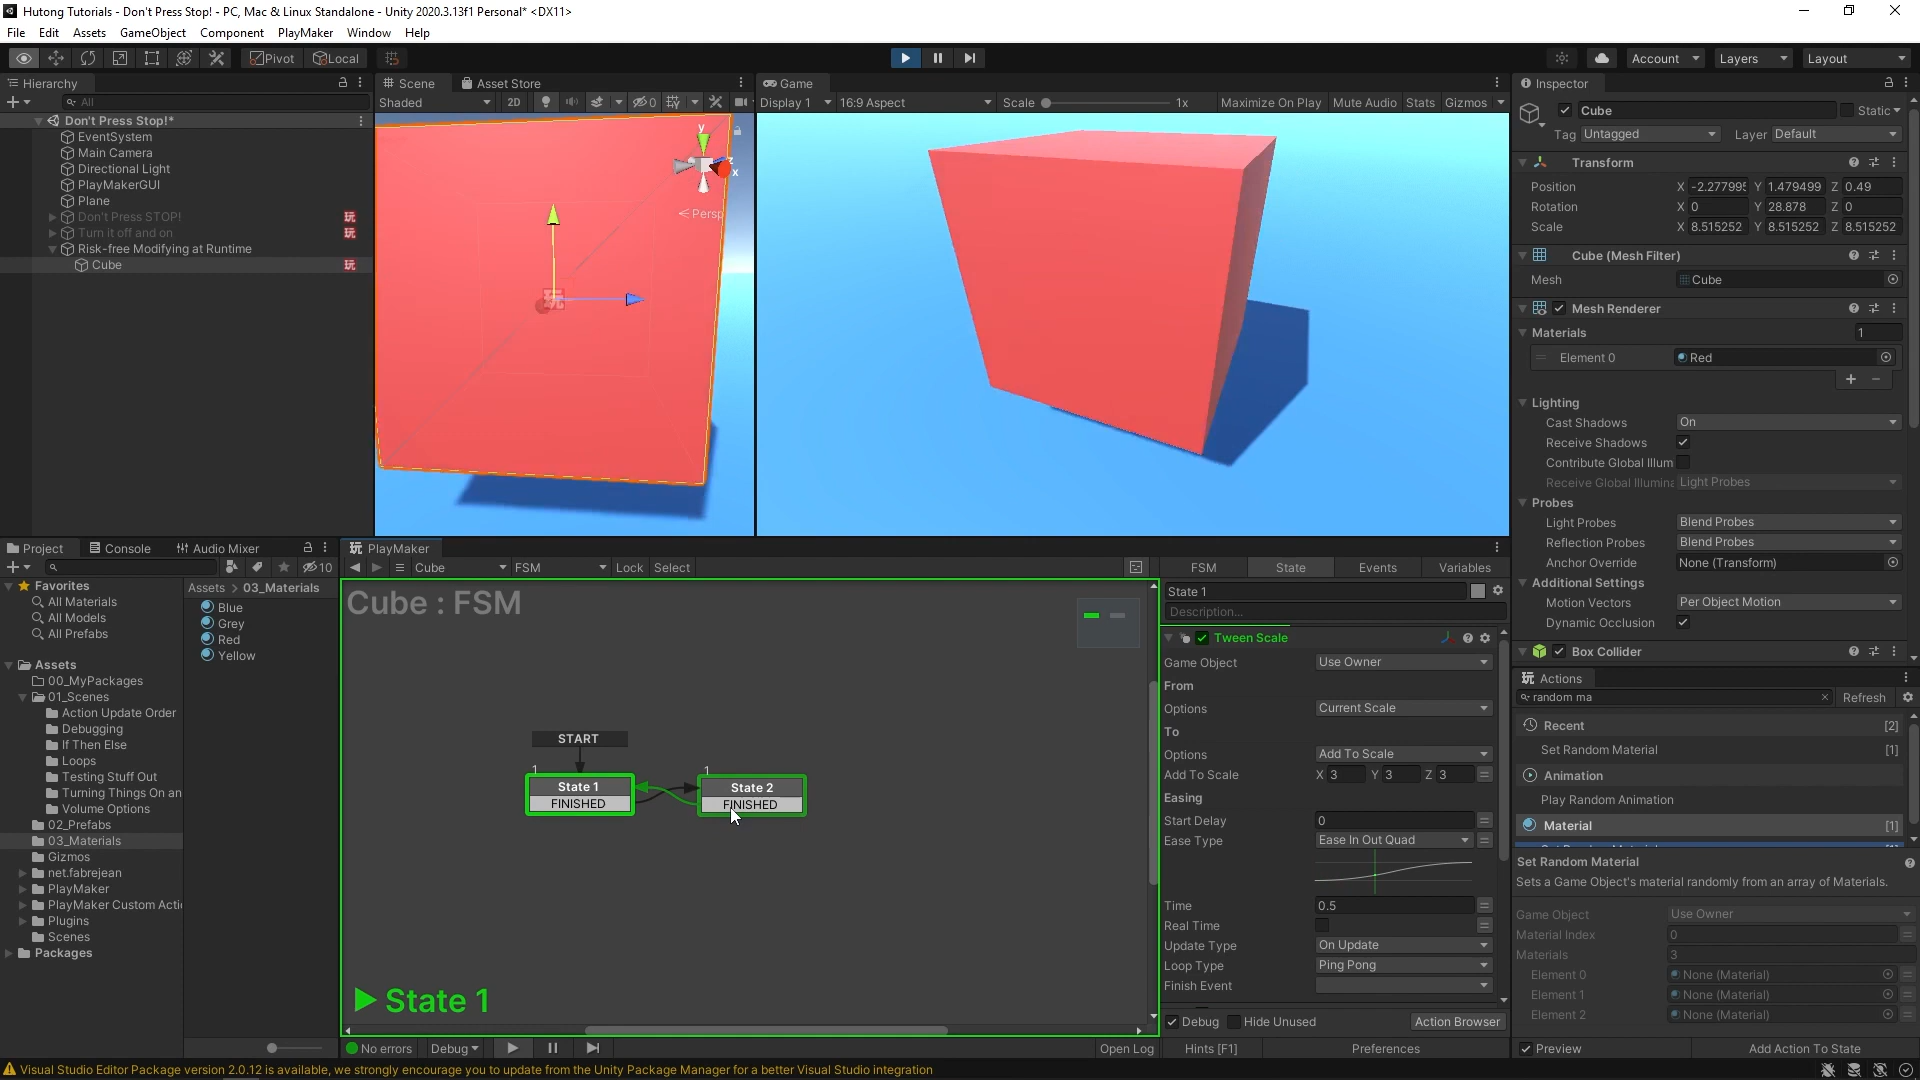 Hutong Tutorials - Don't Press Stop! - PC, Mac & Linux Standalone - Unity 2020.3.13f1 Personal* <DX11>
File Edit Assets GameObject Component PlayMaker Window Help
Pivot Local Account Layers Layout
Hierarchy
All
Don't Press Stop!*
EventSystem
Main Camera
Directional Light
PlayMakerGUI
Plane
Don't Press STOP!
Turn it off and on
Risk-free Modifying at Runtime
Cube
Scene Asset Store
Shaded 2D 0
y
z
x
Persp
Game
Display 1 16:9 Aspect Scale 1x Maximize On Play Mute Audio Stats Gizmos
Inspector
Cube Static
Tag Untagged Layer Default
Transform
Position X -2.277995 Y 1.479499 Z 0.49
Rotation X 0 Y 28.878 Z 0
Scale X 8.515252 Y 8.515252 Z 8.515252
Cube (Mesh Filter)
Mesh Cube
Mesh Renderer
Materials 1
Element 0 Red
Lighting
Cast Shadows On
Receive Shadows
Contribute Global Illum
Receive Global Illumina Light Probes
Probes
Light Probes Blend Probes
Reflection Probes Blend Probes
Anchor Override None (Transform)
Additional Settings
Motion Vectors Per Object Motion
Dynamic Occlusion
Box Collider
Project Console Audio Mixer
10
Favorites
All Materials
All Models
All Prefabs
Assets
00_MyPackages
01_Scenes
Action Update Order
Debugging
If Then Else
Loops
Testing Stuff Out
Turning Things On an
Volume Options
02_Prefabs
03_Materials
Gizmos
net.fabrejean
PlayMaker
PlayMaker Custom Acti
Plugins
Scenes
Packages
Assets > 03_Materials
Blue
Grey
Red
Yellow
PlayMaker
Cube FSM Lock Select
Cube : FSM
START
1 1
State 1 State 2
FINISHED FINISHED
State 1
No errors Debug Open Log
FSM State Events Variables
State 1
Description...
Tween Scale
Game Object Use Owner
From
Options Current Scale
To
Options Add To Scale
Add To Scale X 3 Y 3 Z 3
Easing
Start Delay 0
Ease Type Ease In Out Quad
Time 0.5
Real Time
Update Type On Update
Loop Type Ping Pong
Finish Event
Debug Hide Unused Action Browser
Hints [F1] Preferences
Actions
random ma Refresh
Recent [2]
Set Random Material [1]
Animation
Play Random Animation
Material [1]
Set Random Material
Sets a Game Object's material randomly from an array of Materials.
Game Object Use Owner
Material Index 0
Materials 3
Element 0 None (Material)
Element 1 None (Material)
Element 2 None (Material)
Preview Add Action To State
Visual Studio Editor Package version 2.0.12 is available, we strongly encourage you to update from the Unity Package Manager for a better Visual Studio integration